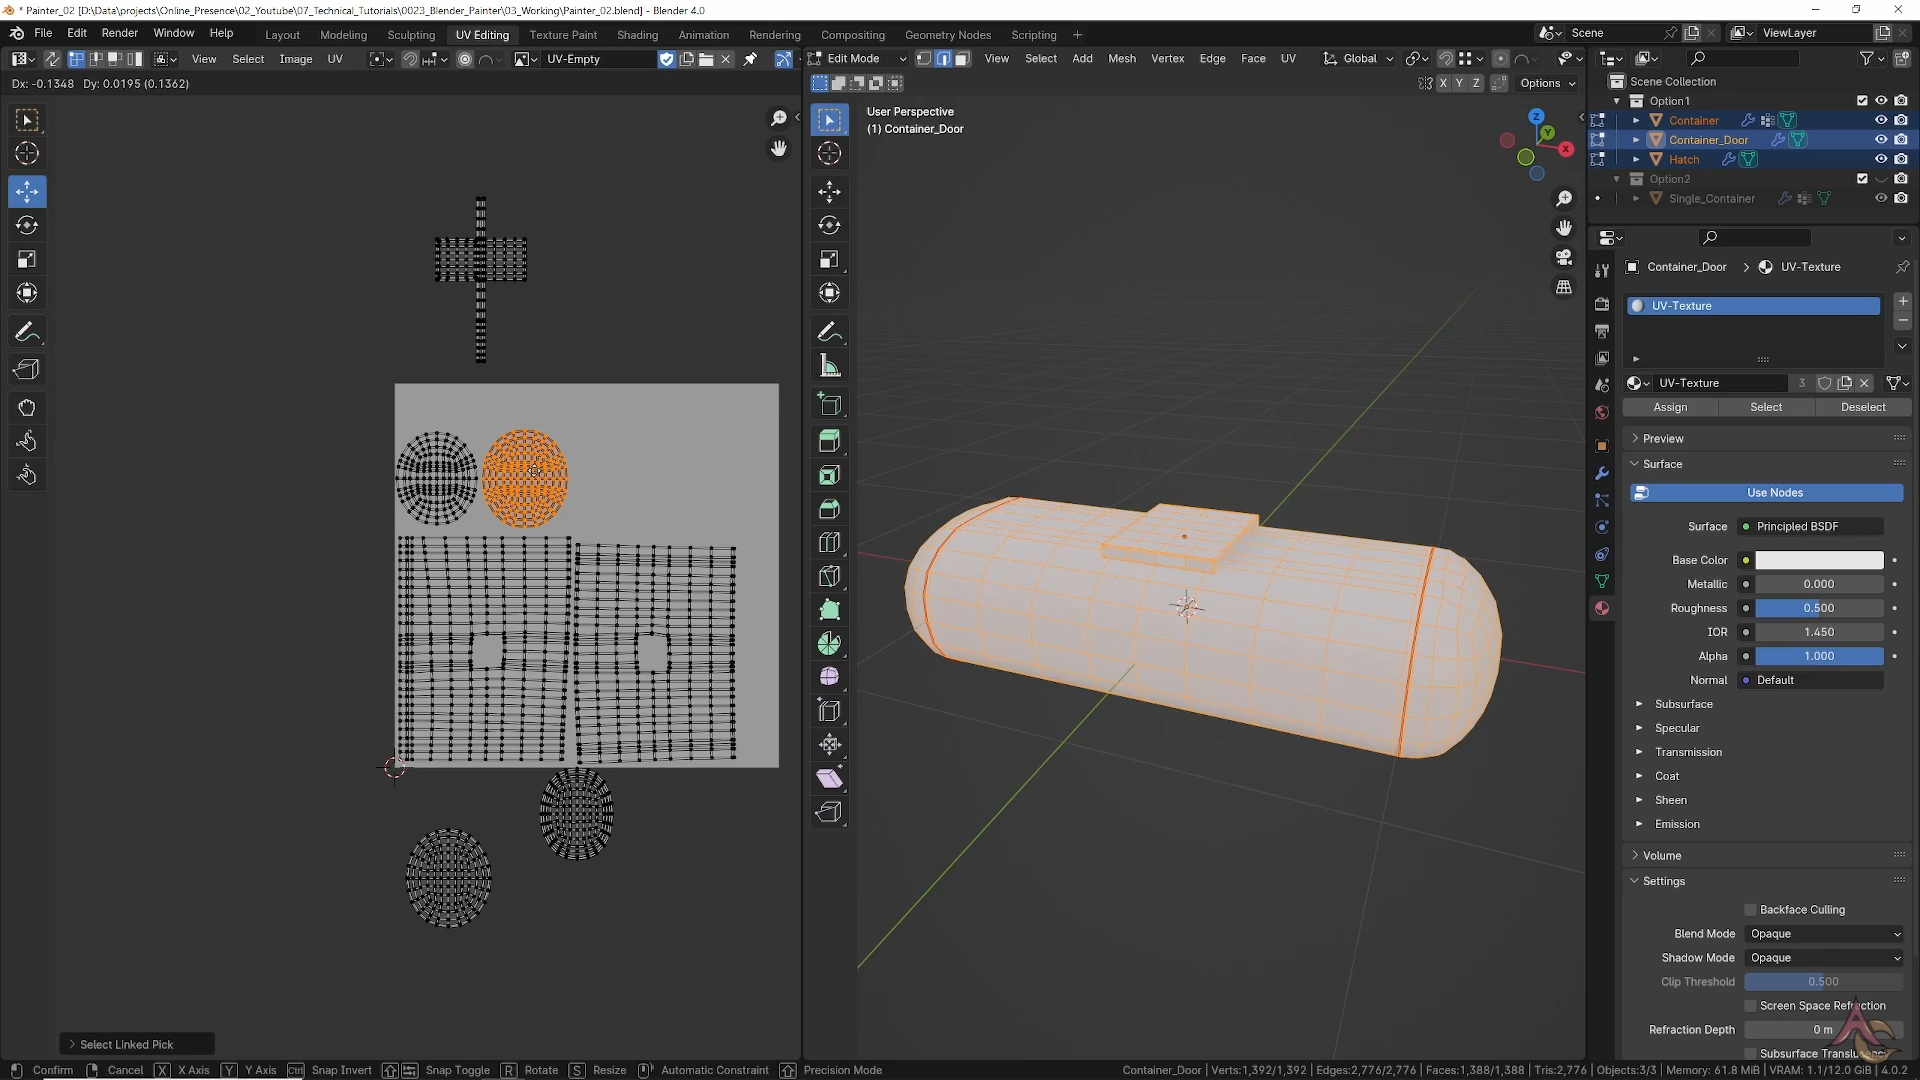 * Painter_02 [D:\Data\projects\Online_Presence\02_Youtube\07_Technical_Tutorials\0023_Blender_Painter\03_Working\Painter_02.blend] - Blender 4.0
File Edit Render Window Help
Layout Modeling Sculpting UV Editing Texture Paint Shading Animation Rendering Compositing Geometry Nodes Scripting +
Scene
ViewLayer
View Select Image UV
UV-Empty
Edit Mode
View Select Add Mesh Vertex Edge Face UV
Global
Dx: -0.1348 Dy: 0.0195 (0.1362)
X Y Z
Options
User Perspective
(1) Container_Door
Z
Y
X
Scene Collection
Option1
Container
Container_Door
Hatch
Option2
Single_Container
Container_Door > UV-Texture
UV-Texture
UV-Texture 3
Assign Select Deselect
Preview
Surface
Use Nodes
Surface Principled BSDF
Base Color
Metallic 0.000
Roughness 0.500
IOR 1.450
Alpha 1.000
Normal Default
Subsurface
Specular
Transmission
Coat
Sheen
Emission
Volume
Settings
Backface Culling
Blend Mode Opaque
Shadow Mode Opaque
Clip Threshold 0.500
Screen Space Refraction
Refraction Depth 0 m
Subsurface Translucency
Select Linked Pick
Confirm Cancel X X Axis Y Y Axis Ctrl Snap Invert Snap Toggle R Rotate S Resize Automatic Constraint Precision Mode
Container_Door | Verts:1,392/1,392 | Edges:2,776/2,776 | Faces:1,388/1,388 | Tris:2,776 | Objects:3/3 | Memory: 61.8 MiB | VRAM: 1.1/12.0 GiB | 4.0.2